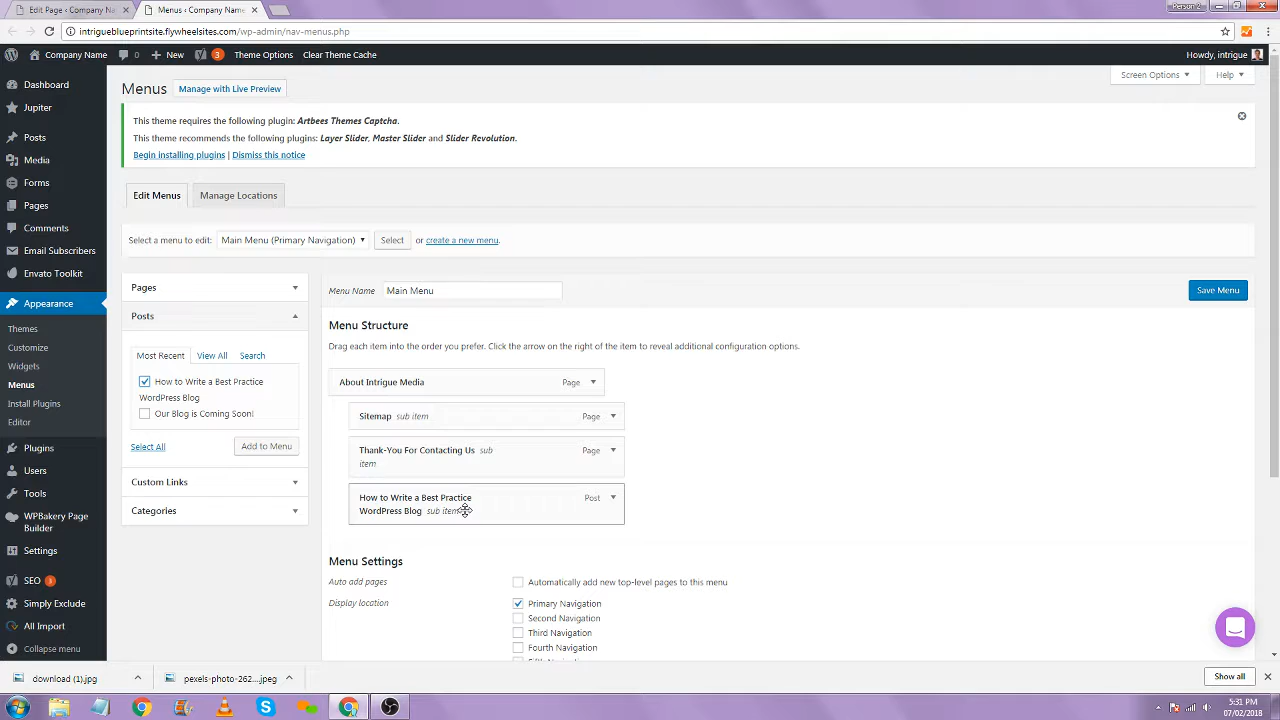 Edit Page ‹ Company Na
Menus ‹ Company Name
Person 2
intrigueblueprintsite.flywheelsites.com/wp-admin/nav-menus.php
Company Name
0
New
3
Theme Options
Clear Theme Cache
Howdy, intrigue
Dashboard
Jupiter
Posts
Media
Forms
Pages
Comments
Email Subscribers
Envato Toolkit
Appearance
Themes
Customize
Widgets
Menus
Install Plugins
Editor
Plugins
Users
Tools
WPBakery Page
Builder
Settings
SEO 3
Simply Exclude
All Import
Collapse menu
Menus
Manage with Live Preview
Screen Options ▼
Help ▼
This theme requires the following plugin: Artbees Themes Captcha.
This theme recommends the following plugins: Layer Slider, Master Slider and Slider Revolution.
Begin installing plugins | Dismiss this notice
Edit Menus
Manage Locations
Select a menu to edit: Main Menu (Primary Navigation) Select or create a new menu.
Pages
Posts
Most Recent
View All
Search
How to Write a Best Practice
WordPress Blog
Our Blog is Coming Soon!
Select All
Add to Menu
Custom Links
Categories
Menu Name Main Menu
Save Menu
Menu Structure
Drag each item into the order you prefer. Click the arrow on the right of the item to reveal additional configuration options.
About Intrigue Media Page
Sitemap sub item Page
Thank-You For Contacting Us sub Page
item
How to Write a Best Practice Post
WordPress Blog sub item
Menu Settings
Auto add pages
Automatically add new top-level pages to this menu
Display location
Primary Navigation
Second Navigation
Third Navigation
Fourth Navigation
download (1).jpg
pexels-photo-262....jpeg
Show all
5:31 PM
07/02/2018